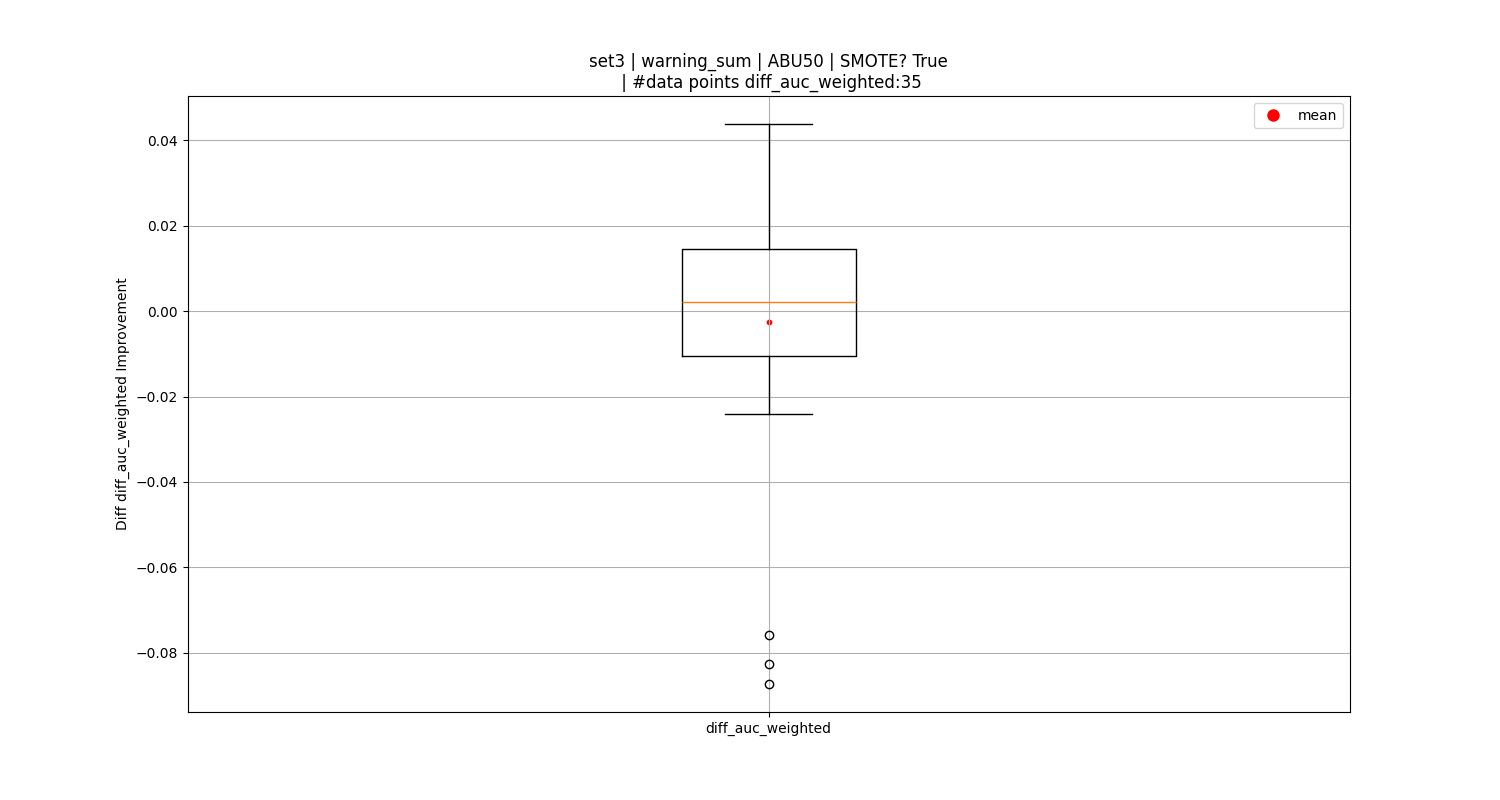 set3 | warning_sum | ABU50 | SMOTE? True
| #data points diff_auc_weighted:35
mean
0.04
0.02
0.00
−0.02
−0.04
−0.06
−0.08
Diff diff_auc_weighted Improvement
diff_auc_weighted